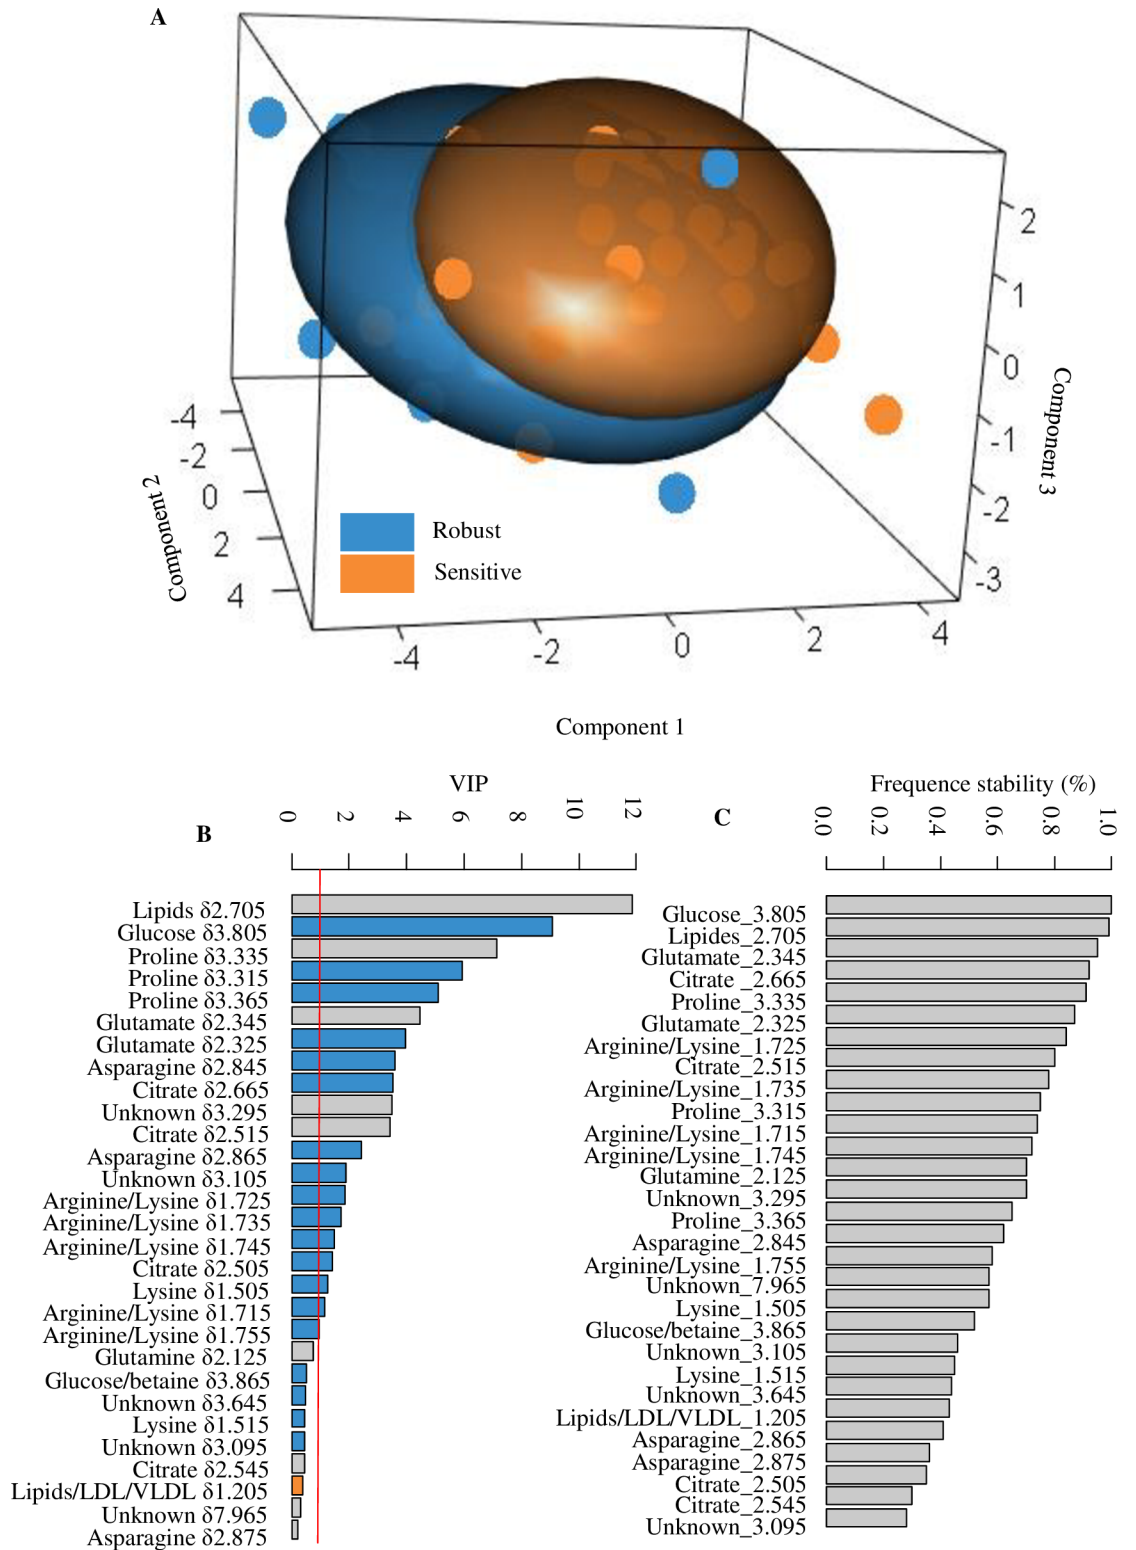 A
2
1
0
-1
-2
-3
Component 3
-4
-2
0
2
4
Component 2
Robust
Sensitive
-4
-2
0
2
4
Component 1
VIP
0
2
4
6
8
10
12
B
Lipids δ2.705
Glucose δ3.805
Proline δ3.335
Proline δ3.315
Proline δ3.365
Glutamate δ2.345
Glutamate δ2.325
Asparagine δ2.845
Citrate δ2.665
Unknown δ3.295
Citrate δ2.515
Asparagine δ2.865
Unknown δ3.105
Arginine/Lysine δ1.725
Arginine/Lysine δ1.735
Arginine/Lysine δ1.745
Citrate δ2.505
Lysine δ1.505
Arginine/Lysine δ1.715
Arginine/Lysine δ1.755
Glutamine δ2.125
Glucose/betaine δ3.865
Unknown δ3.645
Lysine δ1.515
Unknown δ3.095
Citrate δ2.545
Lipids/LDL/VLDL δ1.205
Unknown δ7.965
Asparagine δ2.875
Frequence stability (%)
0.0
0.2
0.4
0.6
0.8
1.0
C
Glucose_3.805
Lipides_2.705
Glutamate_2.345
Citrate _2.665
Proline_3.335
Glutamate_2.325
Arginine/Lysine_1.725
Citrate_2.515
Arginine/Lysine_1.735
Proline_3.315
Arginine/Lysine_1.715
Arginine/Lysine_1.745
Glutamine_2.125
Unknown_3.295
Proline_3.365
Asparagine_2.845
Arginine/Lysine_1.755
Unknown_7.965
Lysine_1.505
Glucose/betaine_3.865
Unknown_3.105
Lysine_1.515
Unknown_3.645
Lipids/LDL/VLDL_1.205
Asparagine_2.865
Asparagine_2.875
Citrate_2.505
Citrate_2.545
Unknown_3.095